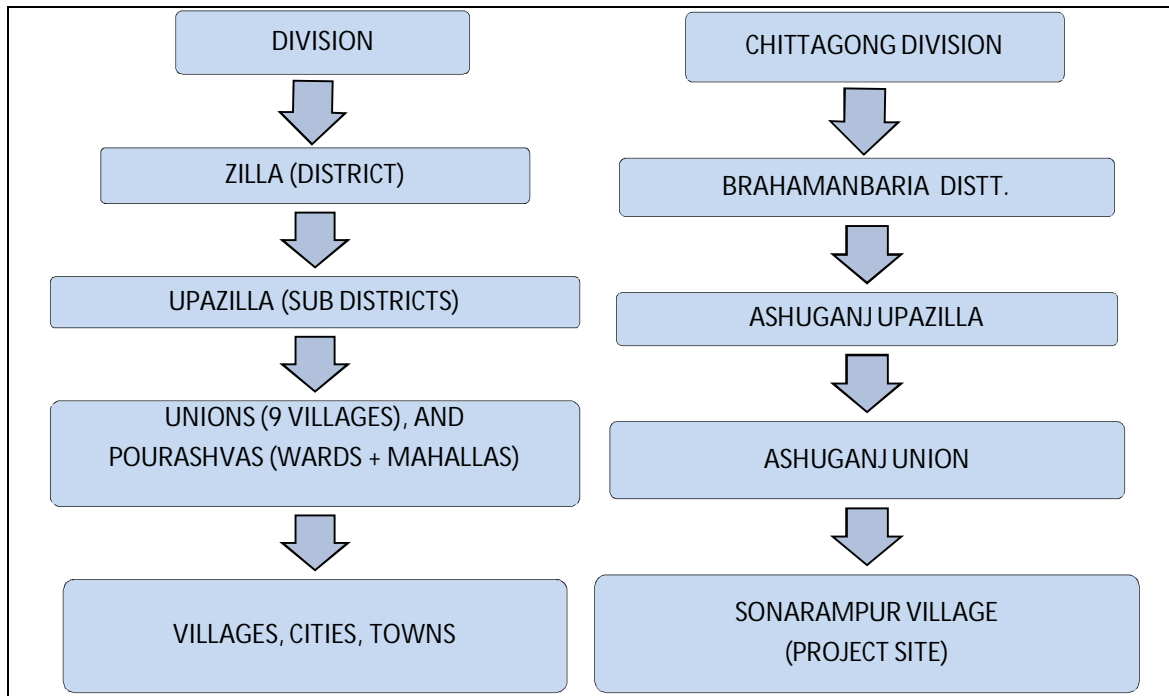 DIVISION
ZILLA (DISTRICT)
UPAZILLA (SUB DISTRICTS)
UNIONS (9 VILLAGES), AND
POURASHVAS (WARDS + MAHALLAS)
VILLAGES, CITIES, TOWNS
CHITTAGONG DIVISION
BRAHAMANBARIA DISTT.
ASHUGANJ UPAZILLA
ASHUGANJ UNION
SONARAMPUR VILLAGE
(PROJECT SITE)